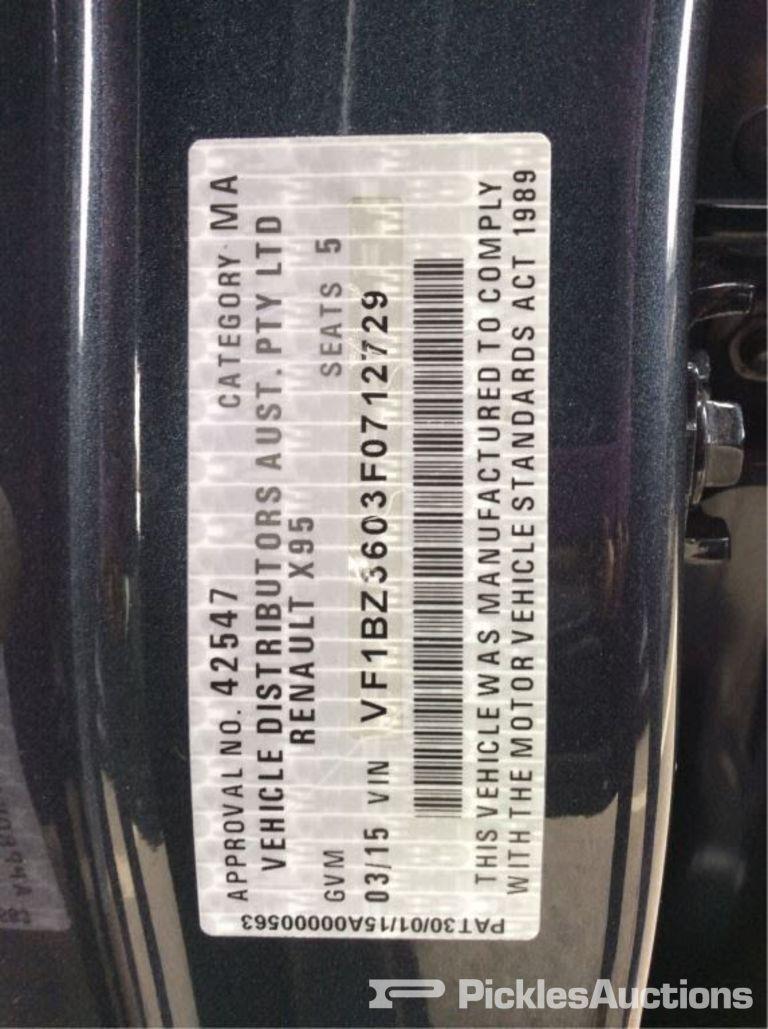 APPROVAL NO. 42547 CATEGORY MA
VEHICLE DISTRIBUTORS AUST. PTY LTD
RENAULT X95
GVM SEATS 5
03/15 VIN VF1BZ3603F0712729
THIS VEHICLE WAS MANUFACTURED TO COMPLY
WITH THE MOTOR VEHICLE STANDARDS ACT 1989
PAT30/01/15A00000563
PicklesAuctions